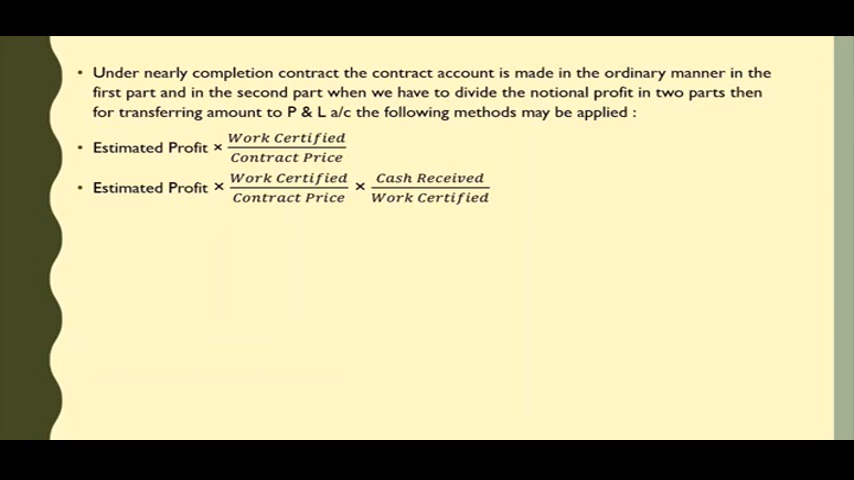 • Under nearly completion contract the contract account is made in the ordinary manner in the
first part and in the second part when we have to divide the notional profit in two parts then
for transferring amount to P & L a/c the following methods may be applied :
• Estimated Profit × Work Certified / Contract Price
• Estimated Profit × Work Certified / Contract Price × Cash Received / Work Certified